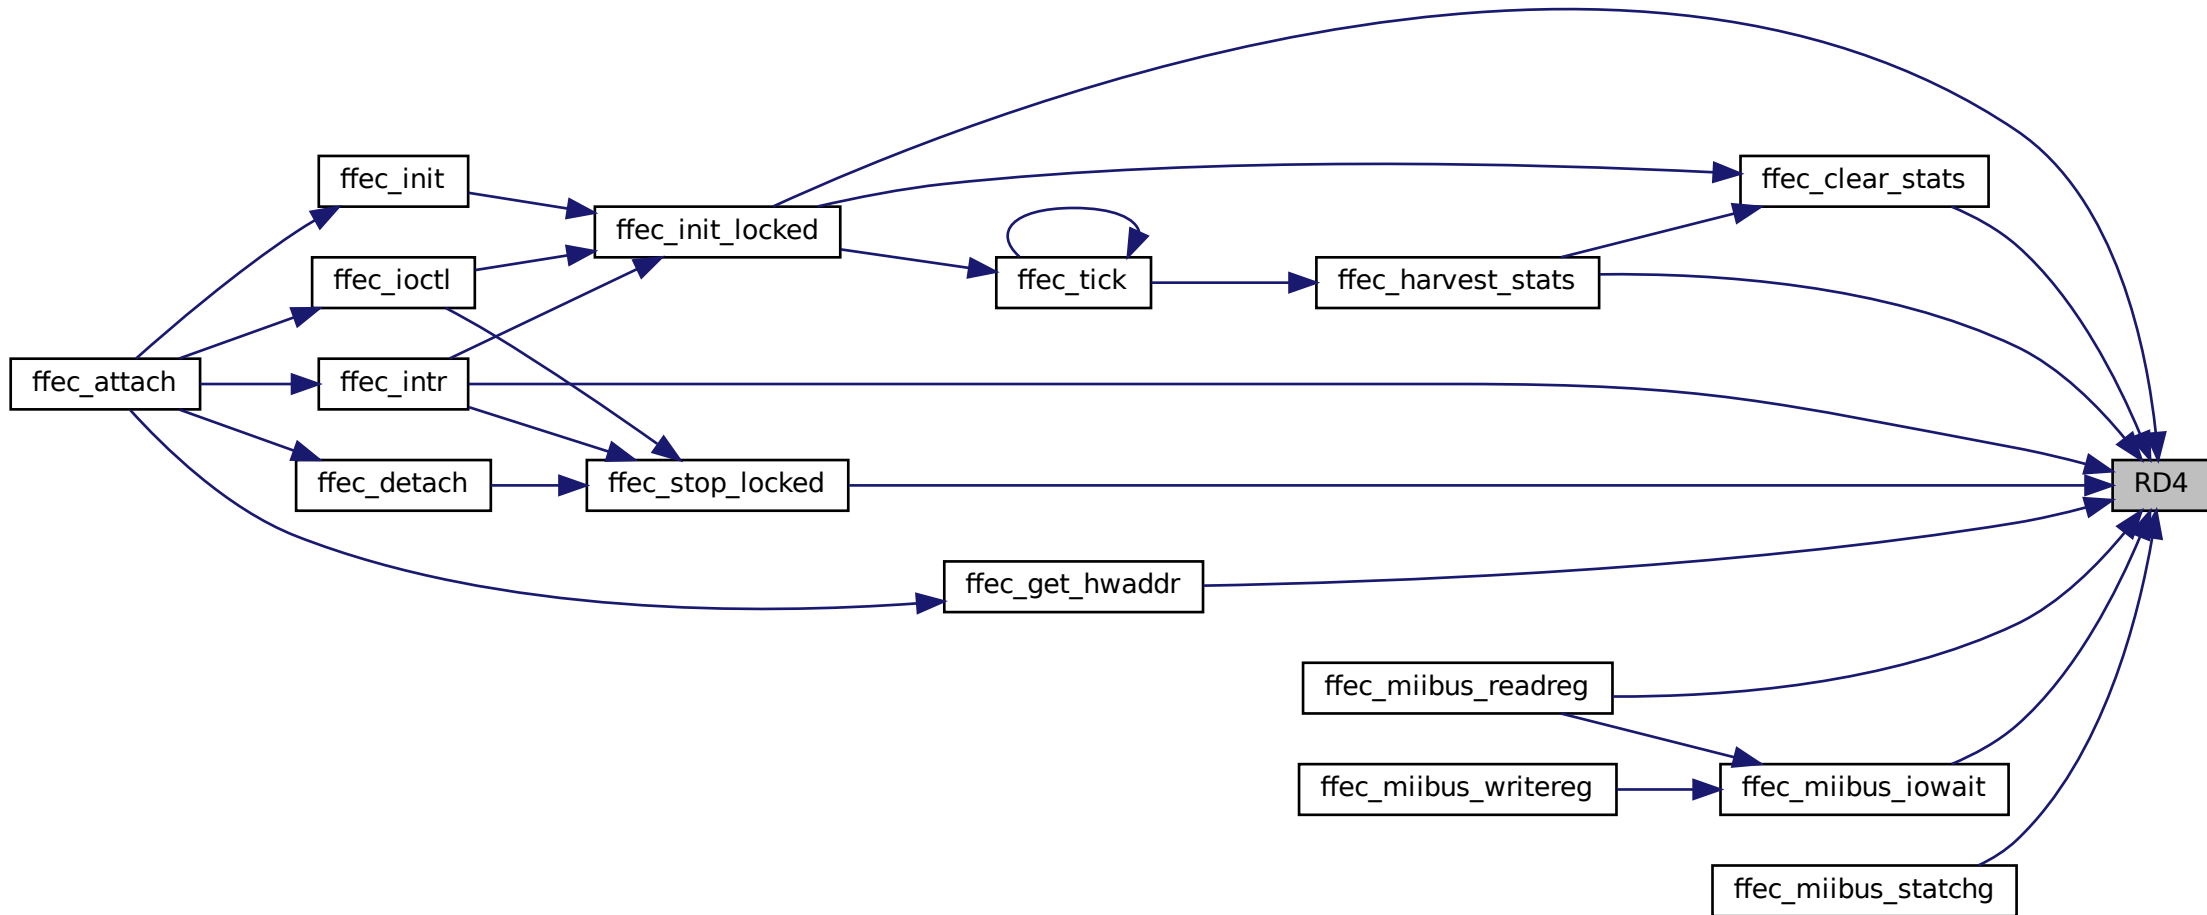 ffec_init
ffec_clear_stats
ffec_init_locked
ffec_ioctl
ffec_tick
ffec_harvest_stats
ffec_attach
ffec_intr
ffec_detach
ffec_stop_locked
RD4
ffec_get_hwaddr
ffec_miibus_readreg
ffec_miibus_writereg
ffec_miibus_iowait
ffec_miibus_statchg